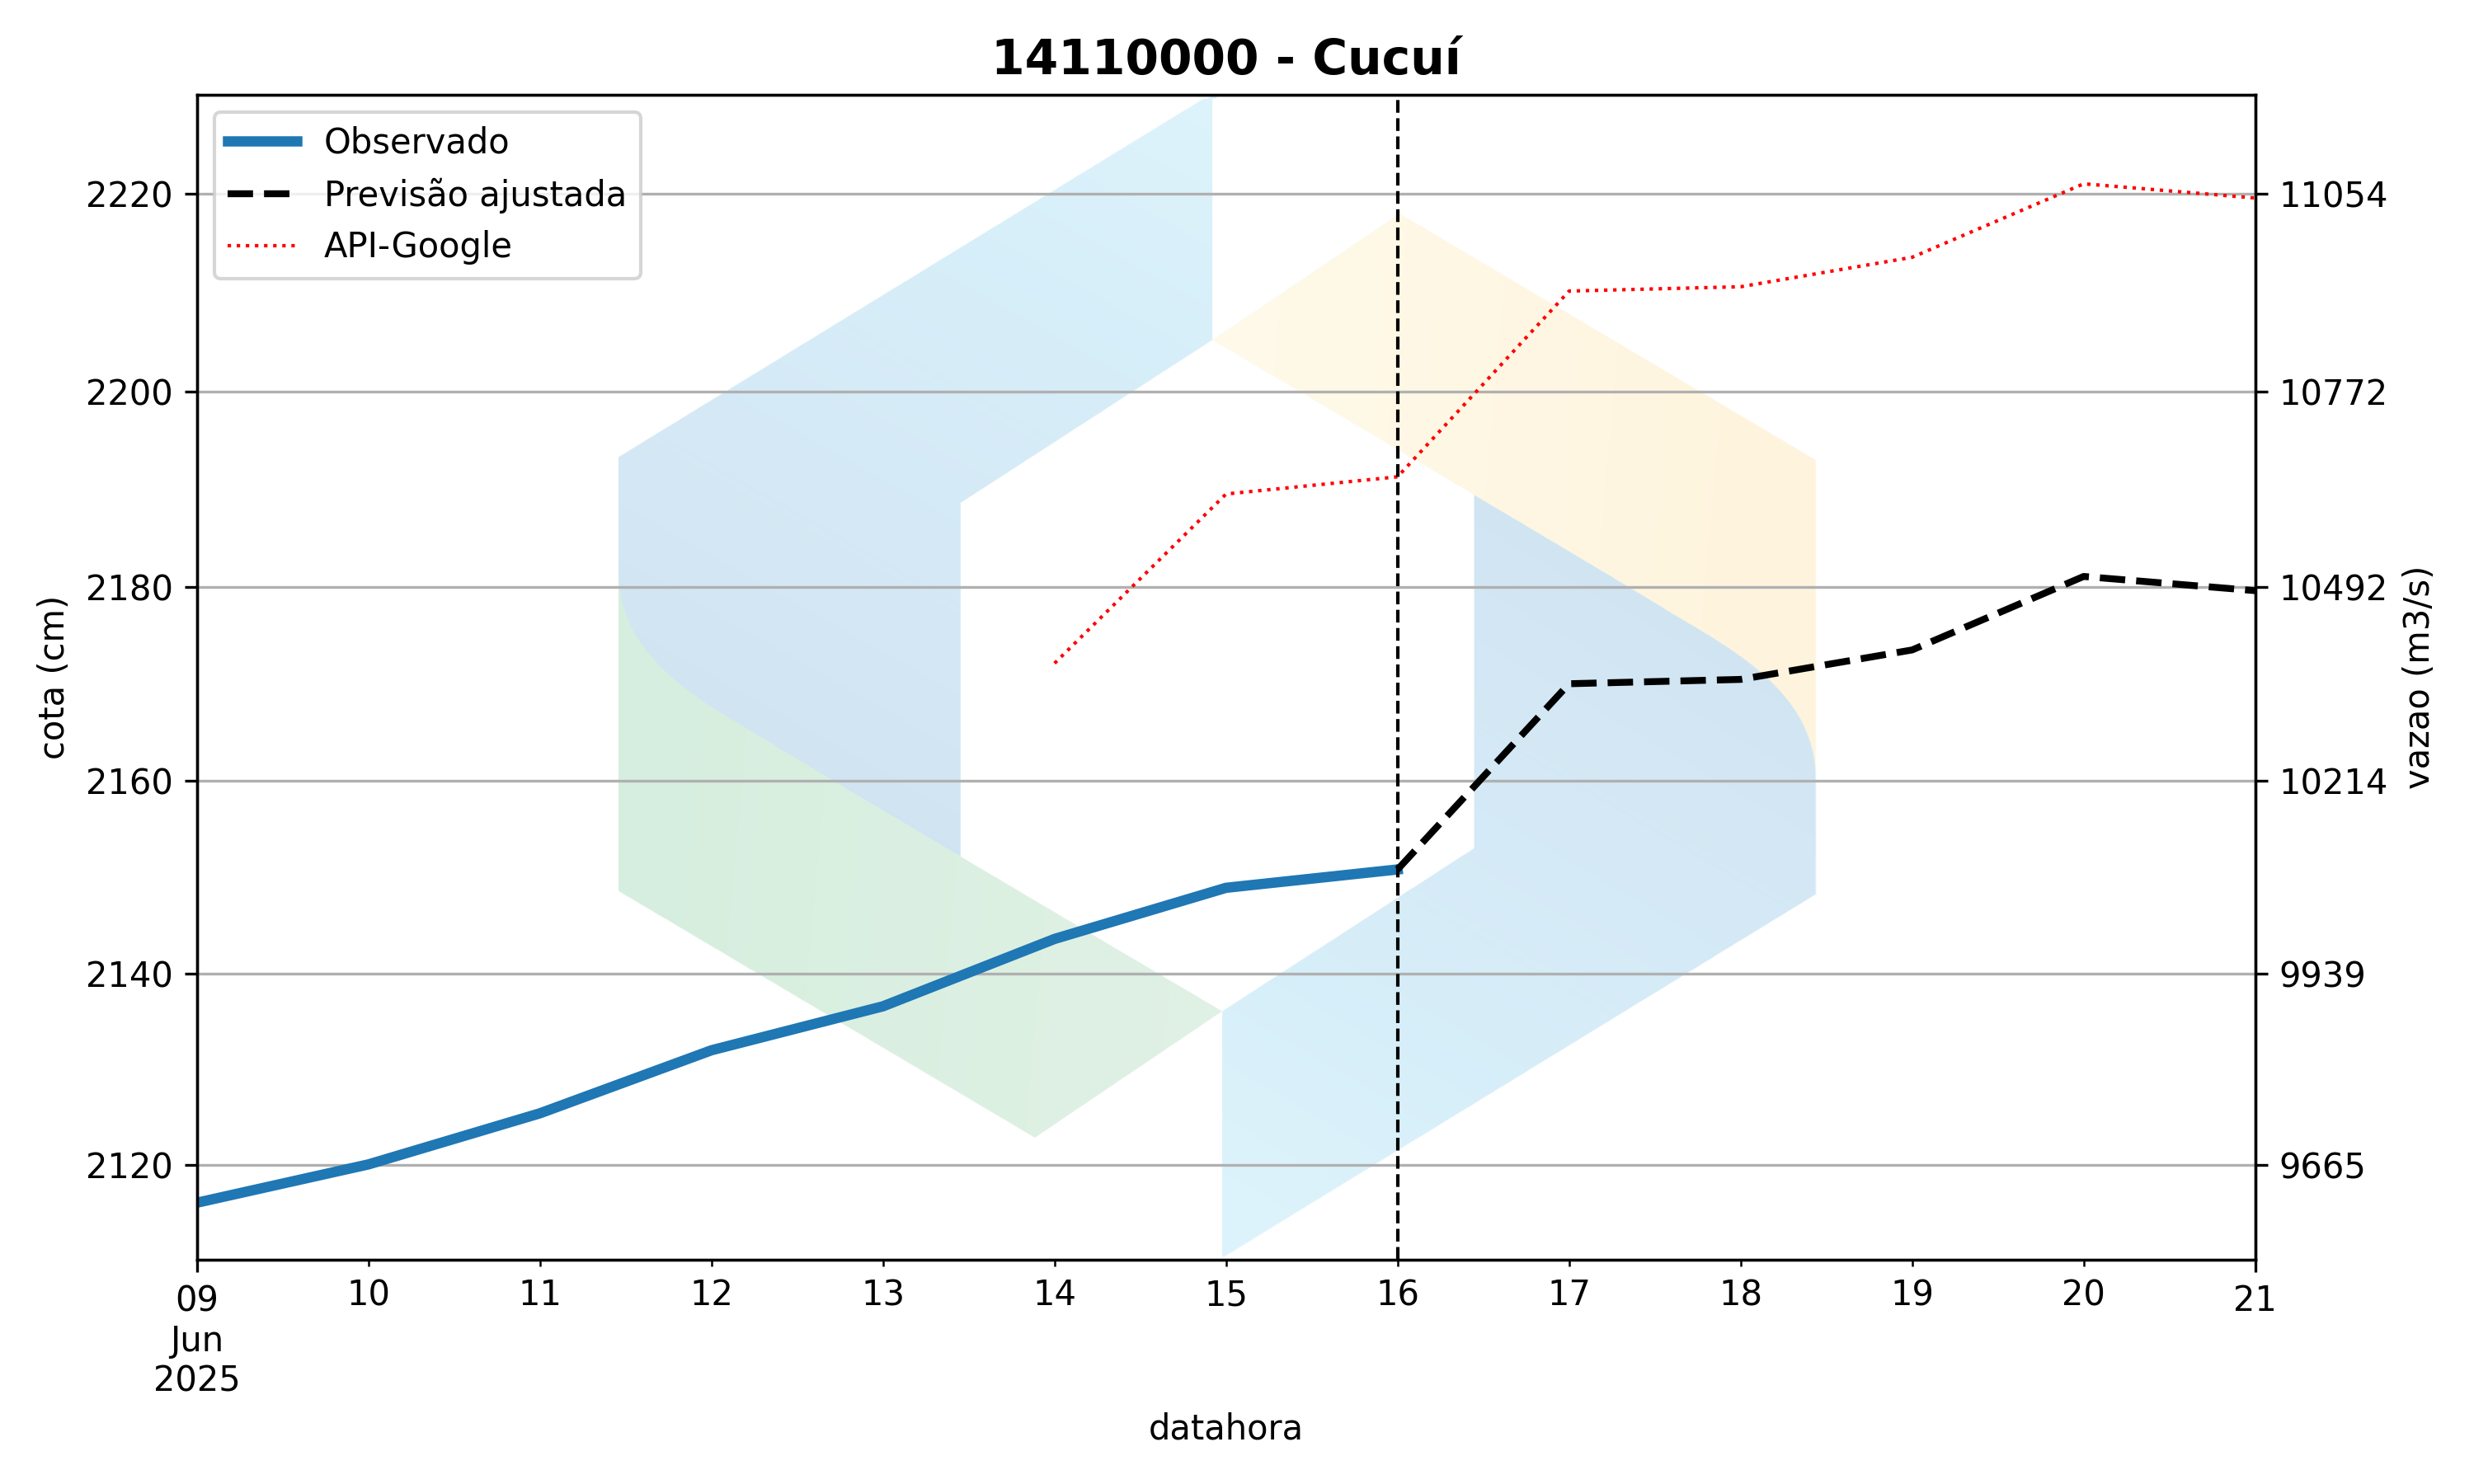 14110000 - Cucuí
Observado
Previsão ajustada
API-Google
2220
2200
2180
2160
2140
2120
cota (cm)
11054
10772
10492
10214
9939
9665
vazao (m3/s)
09 10 11 12 13 14 15 16 17 18 19 20 21
Jun
2025
datahora